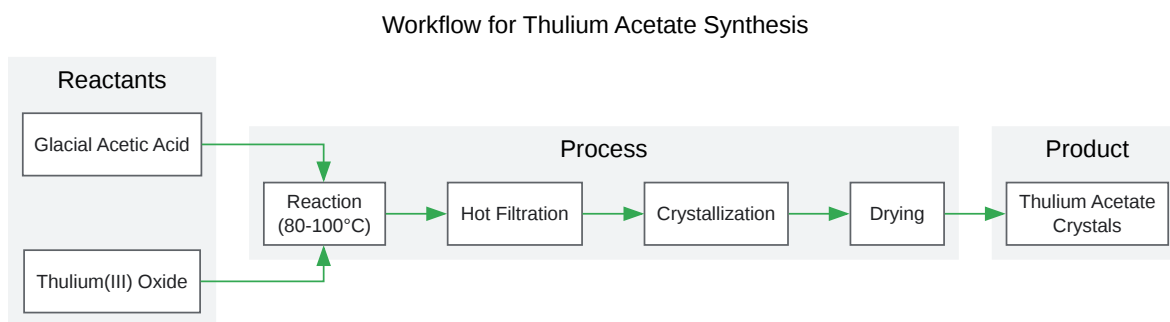 Workflow for Thulium Acetate Synthesis
Reactants
Glacial Acetic Acid
Thulium(III) Oxide
Process
Reaction
(80-100°C)
Hot Filtration
Crystallization
Drying
Product
Thulium Acetate
Crystals